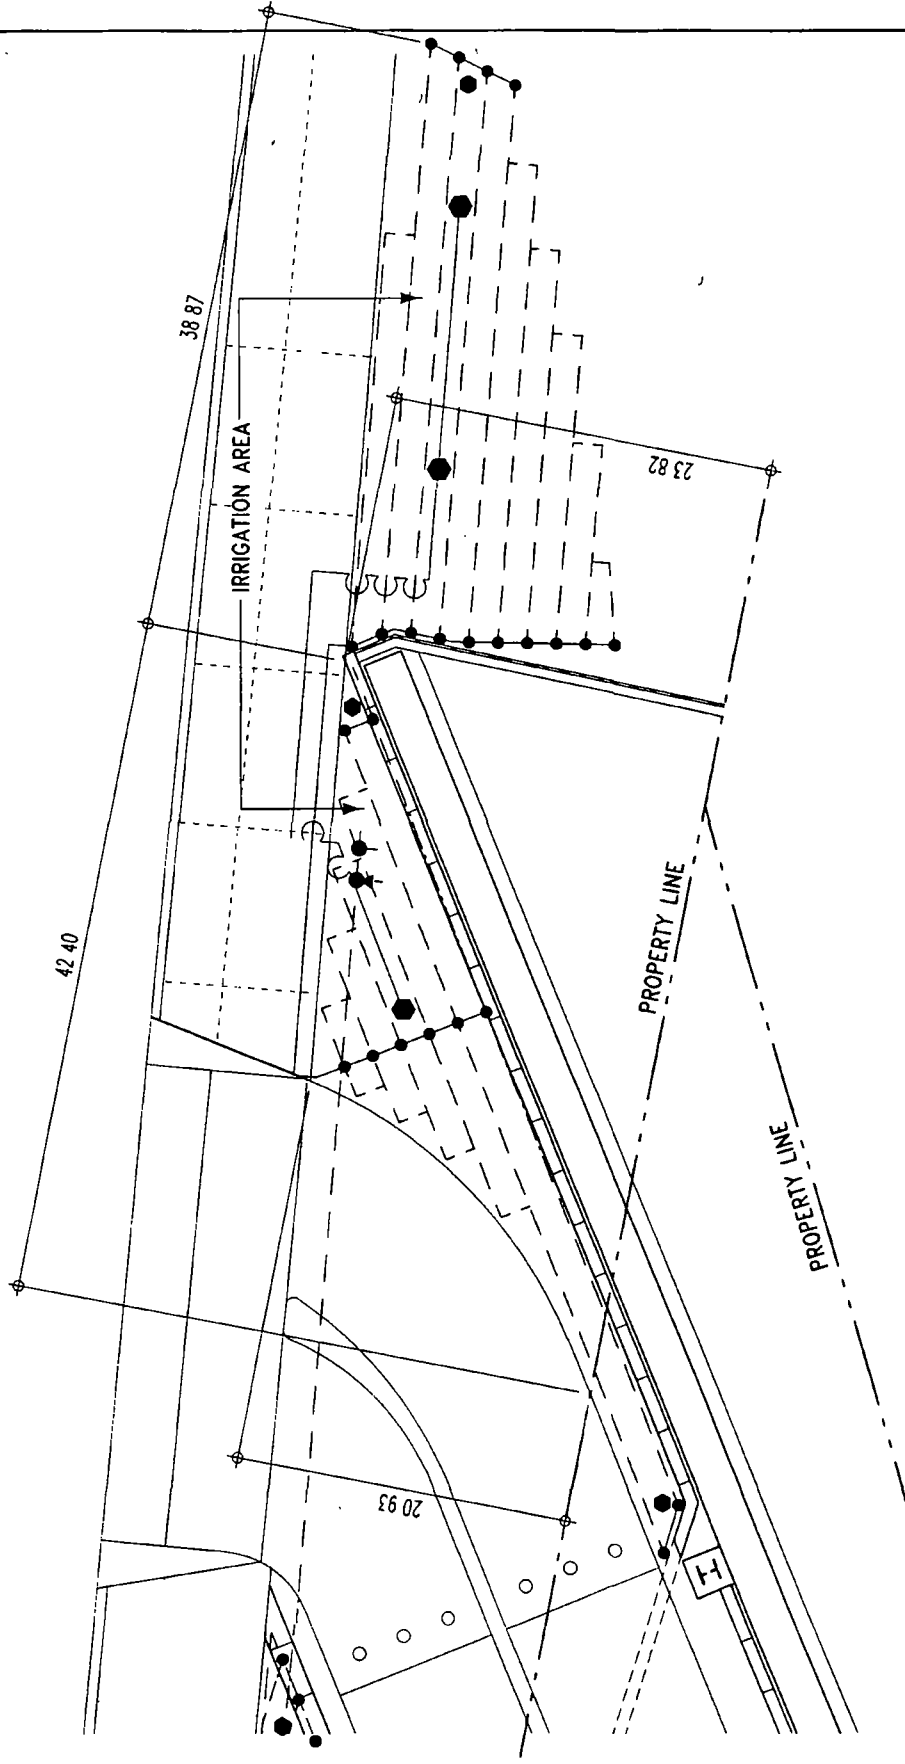 38 87
IRRIGATION AREA
23 82
42 40
PROPERTY LINE
PROPERTY LINE
20 93
H